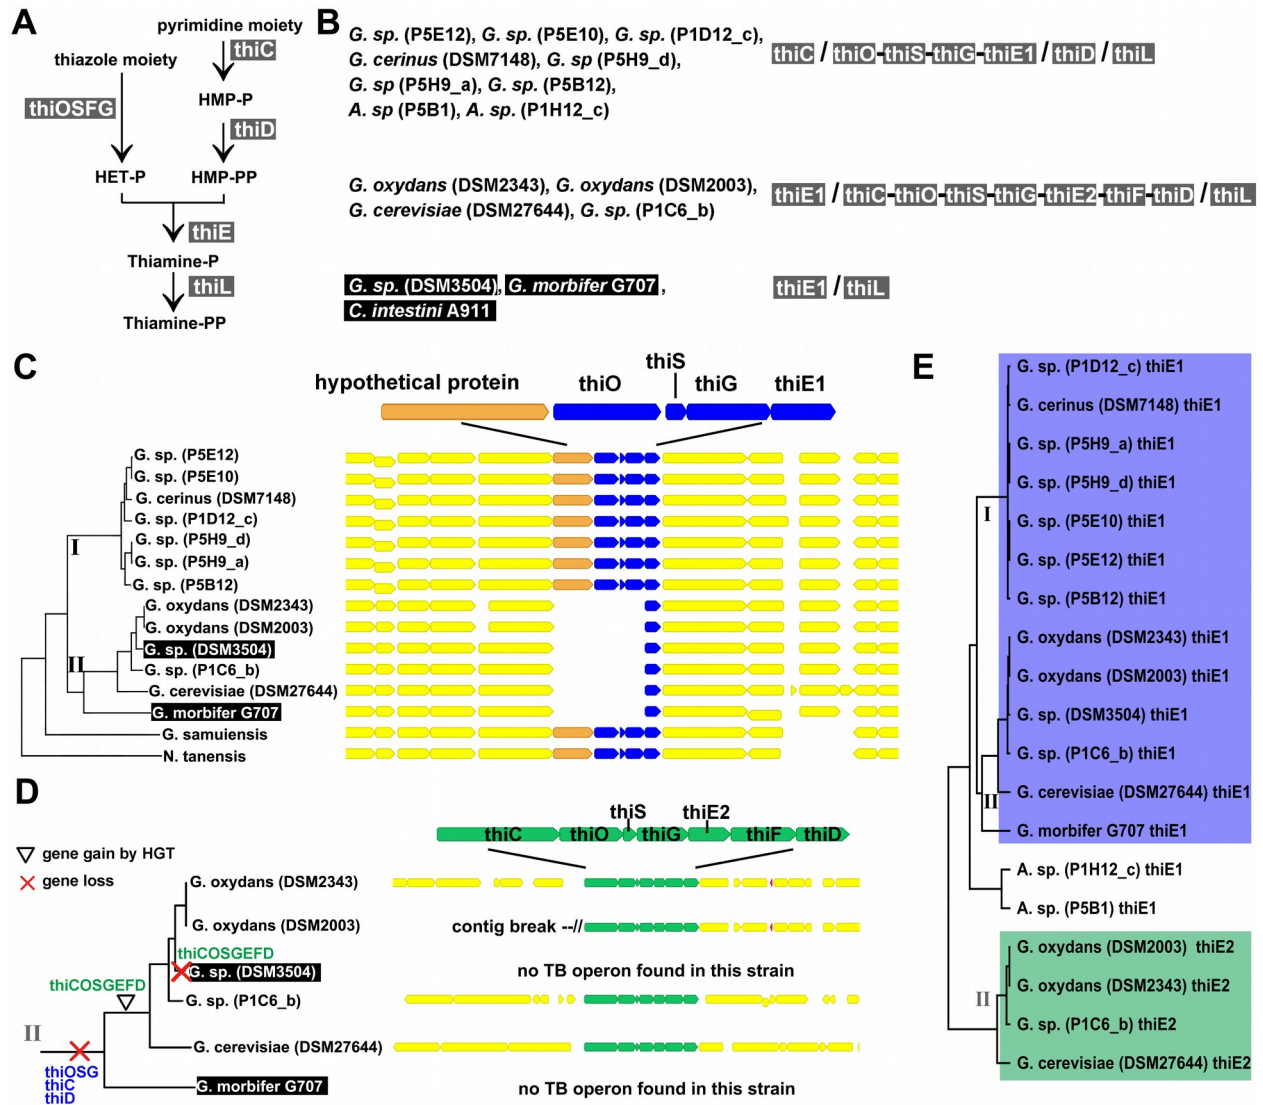 A
pyrimidine moiety
thiC
thiazole moiety
thiOSFG
HMP-P
thiD
HET-P
HMP-PP
thiE
Thiamine-P
thiL
Thiamine-PP
B
G. sp. (P5E12), G. sp. (P5E10), G. sp. (P1D12_c),
G. cerinus (DSM7148), G. sp (P5H9_d),
G. sp (P5H9_a), G. sp. (P5B12),
A. sp (P5B1), A. sp. (P1H12_c)
thiC / thiO-thiS-thiG-thiE1 / thiD / thiL
G. oxydans (DSM2343), G. oxydans (DSM2003),
G. cerevisiae (DSM27644), G. sp. (P1C6_b)
thiE1 / thiC-thiO-thiS-thiG-thiE2-thiF-thiD / thiL
G. sp. (DSM3504), G. morbifer G707 ,
C. intestini A911
thiE1 / thiL
C
hypothetical protein
thiO
thiS
thiG
thiE1
G. sp. (P5E12)
G. sp. (P5E10)
G. cerinus (DSM7148)
G. sp. (P1D12_c)
G. sp. (P5H9_d)
G. sp. (P5H9_a)
G. sp. (P5B12)
G. oxydans (DSM2343)
G. oxydans (DSM2003)
G. sp. (DSM3504)
G. sp. (P1C6_b)
G. cerevisiae (DSM27644)
G. morbifer G707
G. samuiensis
N. tanensis
I
II
D
thiS
thiE2
thiC
thiO
thiG
thiF
thiD
gene gain by HGT
gene loss
G. oxydans (DSM2343)
G. oxydans (DSM2003)
contig break --//
thiCOSGEFD
G. sp. (DSM3504)
no TB operon found in this strain
thiCOSGEFD
G. sp. (P1C6_b)
II
G. cerevisiae (DSM27644)
thiOSG
thiC
thiD
G. morbifer G707
no TB operon found in this strain
E
G. sp. (P1D12_c) thiE1
G. cerinus (DSM7148) thiE1
G. sp. (P5H9_a) thiE1
G. sp. (P5H9_d) thiE1
I
G. sp. (P5E10) thiE1
G. sp. (P5E12) thiE1
G. sp. (P5B12) thiE1
G. oxydans (DSM2343) thiE1
G. oxydans (DSM2003) thiE1
G. sp. (DSM3504) thiE1
G. sp. (P1C6_b) thiE1
G. cerevisiae (DSM27644) thiE1
II
G. morbifer G707 thiE1
A. sp. (P1H12_c) thiE1
A. sp. (P5B1) thiE1
G. oxydans (DSM2003) thiE2
G. oxydans (DSM2343) thiE2
II
G. sp. (P1C6_b) thiE2
G. cerevisiae (DSM27644) thiE2